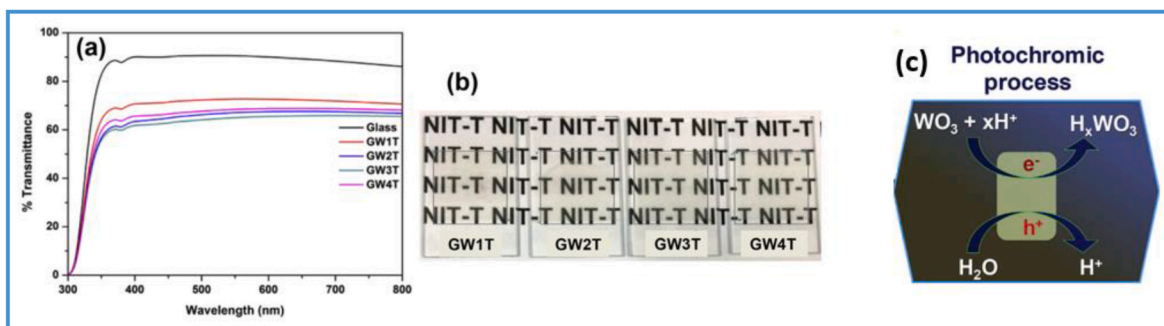 (a)
% Transmittance
100
80
60
40
20
0
300
400
500
600
700
800
Wavelength (nm)
Glass
GW1T
GW2T
GW3T
GW4T
(b)
NIT-T NIT-T NIT-T NIT-T NIT-T NIT-T
NIT-T NIT-T NIT-T NIT-T NIT-T NIT-T
NIT-T NIT-T NIT-T NIT-T NIT-T NIT-T
NIT-T NIT-T NIT-T NIT-T NIT-T NIT-T
GW1T
GW2T
GW3T
GW4T
(c)
Photochromic
process
WO₃ + xH⁺
HₓWO₃
e⁻
h⁺
H₂O
H⁺